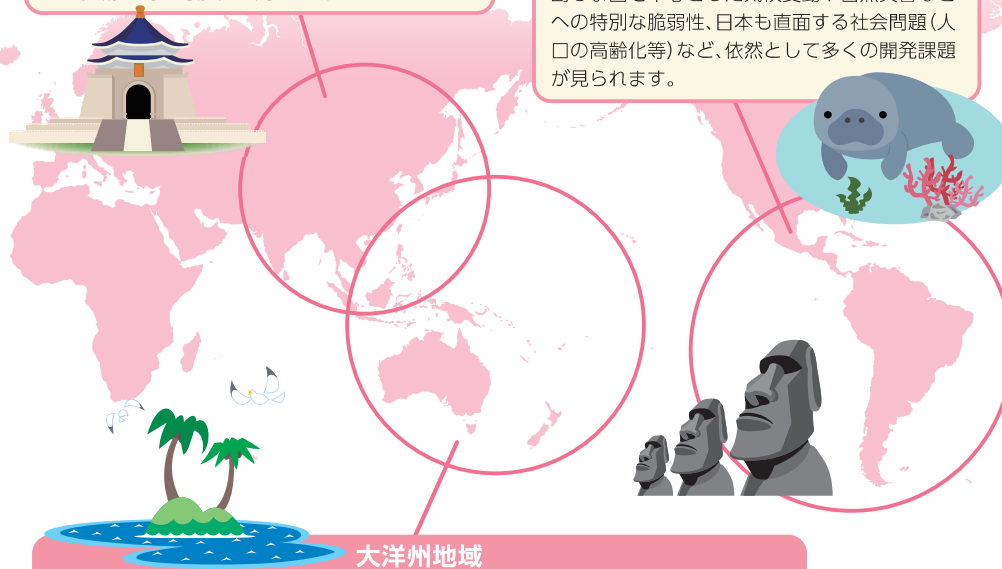 への特別な脆弱性、日本も直面する社会問題（人
口の高齢化等）など、依然として多くの開発課題
が見られます。
大洋州地域